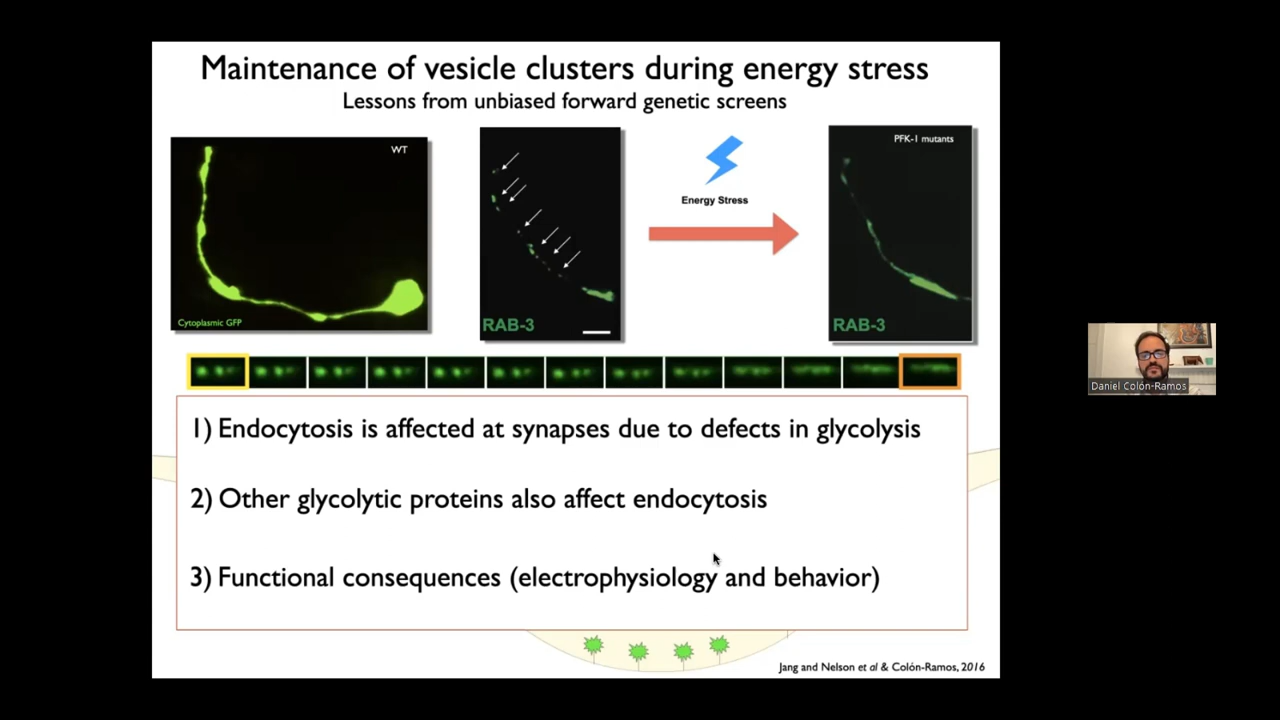 Maintenance of vesicle clusters during energy stress
Lessons from unbiased forward genetic screens
WT
Cytoplasmic GFP
RAB-3
Energy Stress
PFK-1 mutants
RAB-3
1) Endocytosis is affected at synapses due to defects in glycolysis
2) Other glycolytic proteins also affect endocytosis
3) Functional consequences (electrophysiology and behavior)
Jang and Nelson et al & Colón-Ramos, 2016
Daniel Colón-Ramos